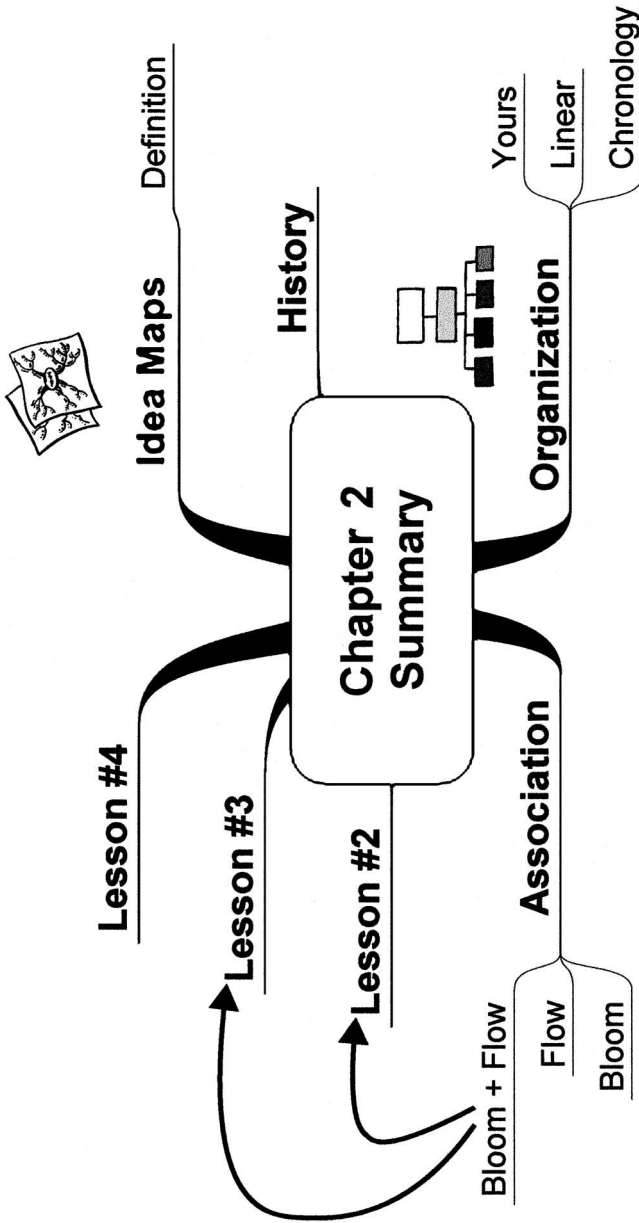 Chapter 2
Summary
Idea Maps
Definition
History
Organization
Yours
Linear
Chronology
Association
Bloom + Flow
Flow
Bloom
Lesson #2
Lesson #3
Lesson #4